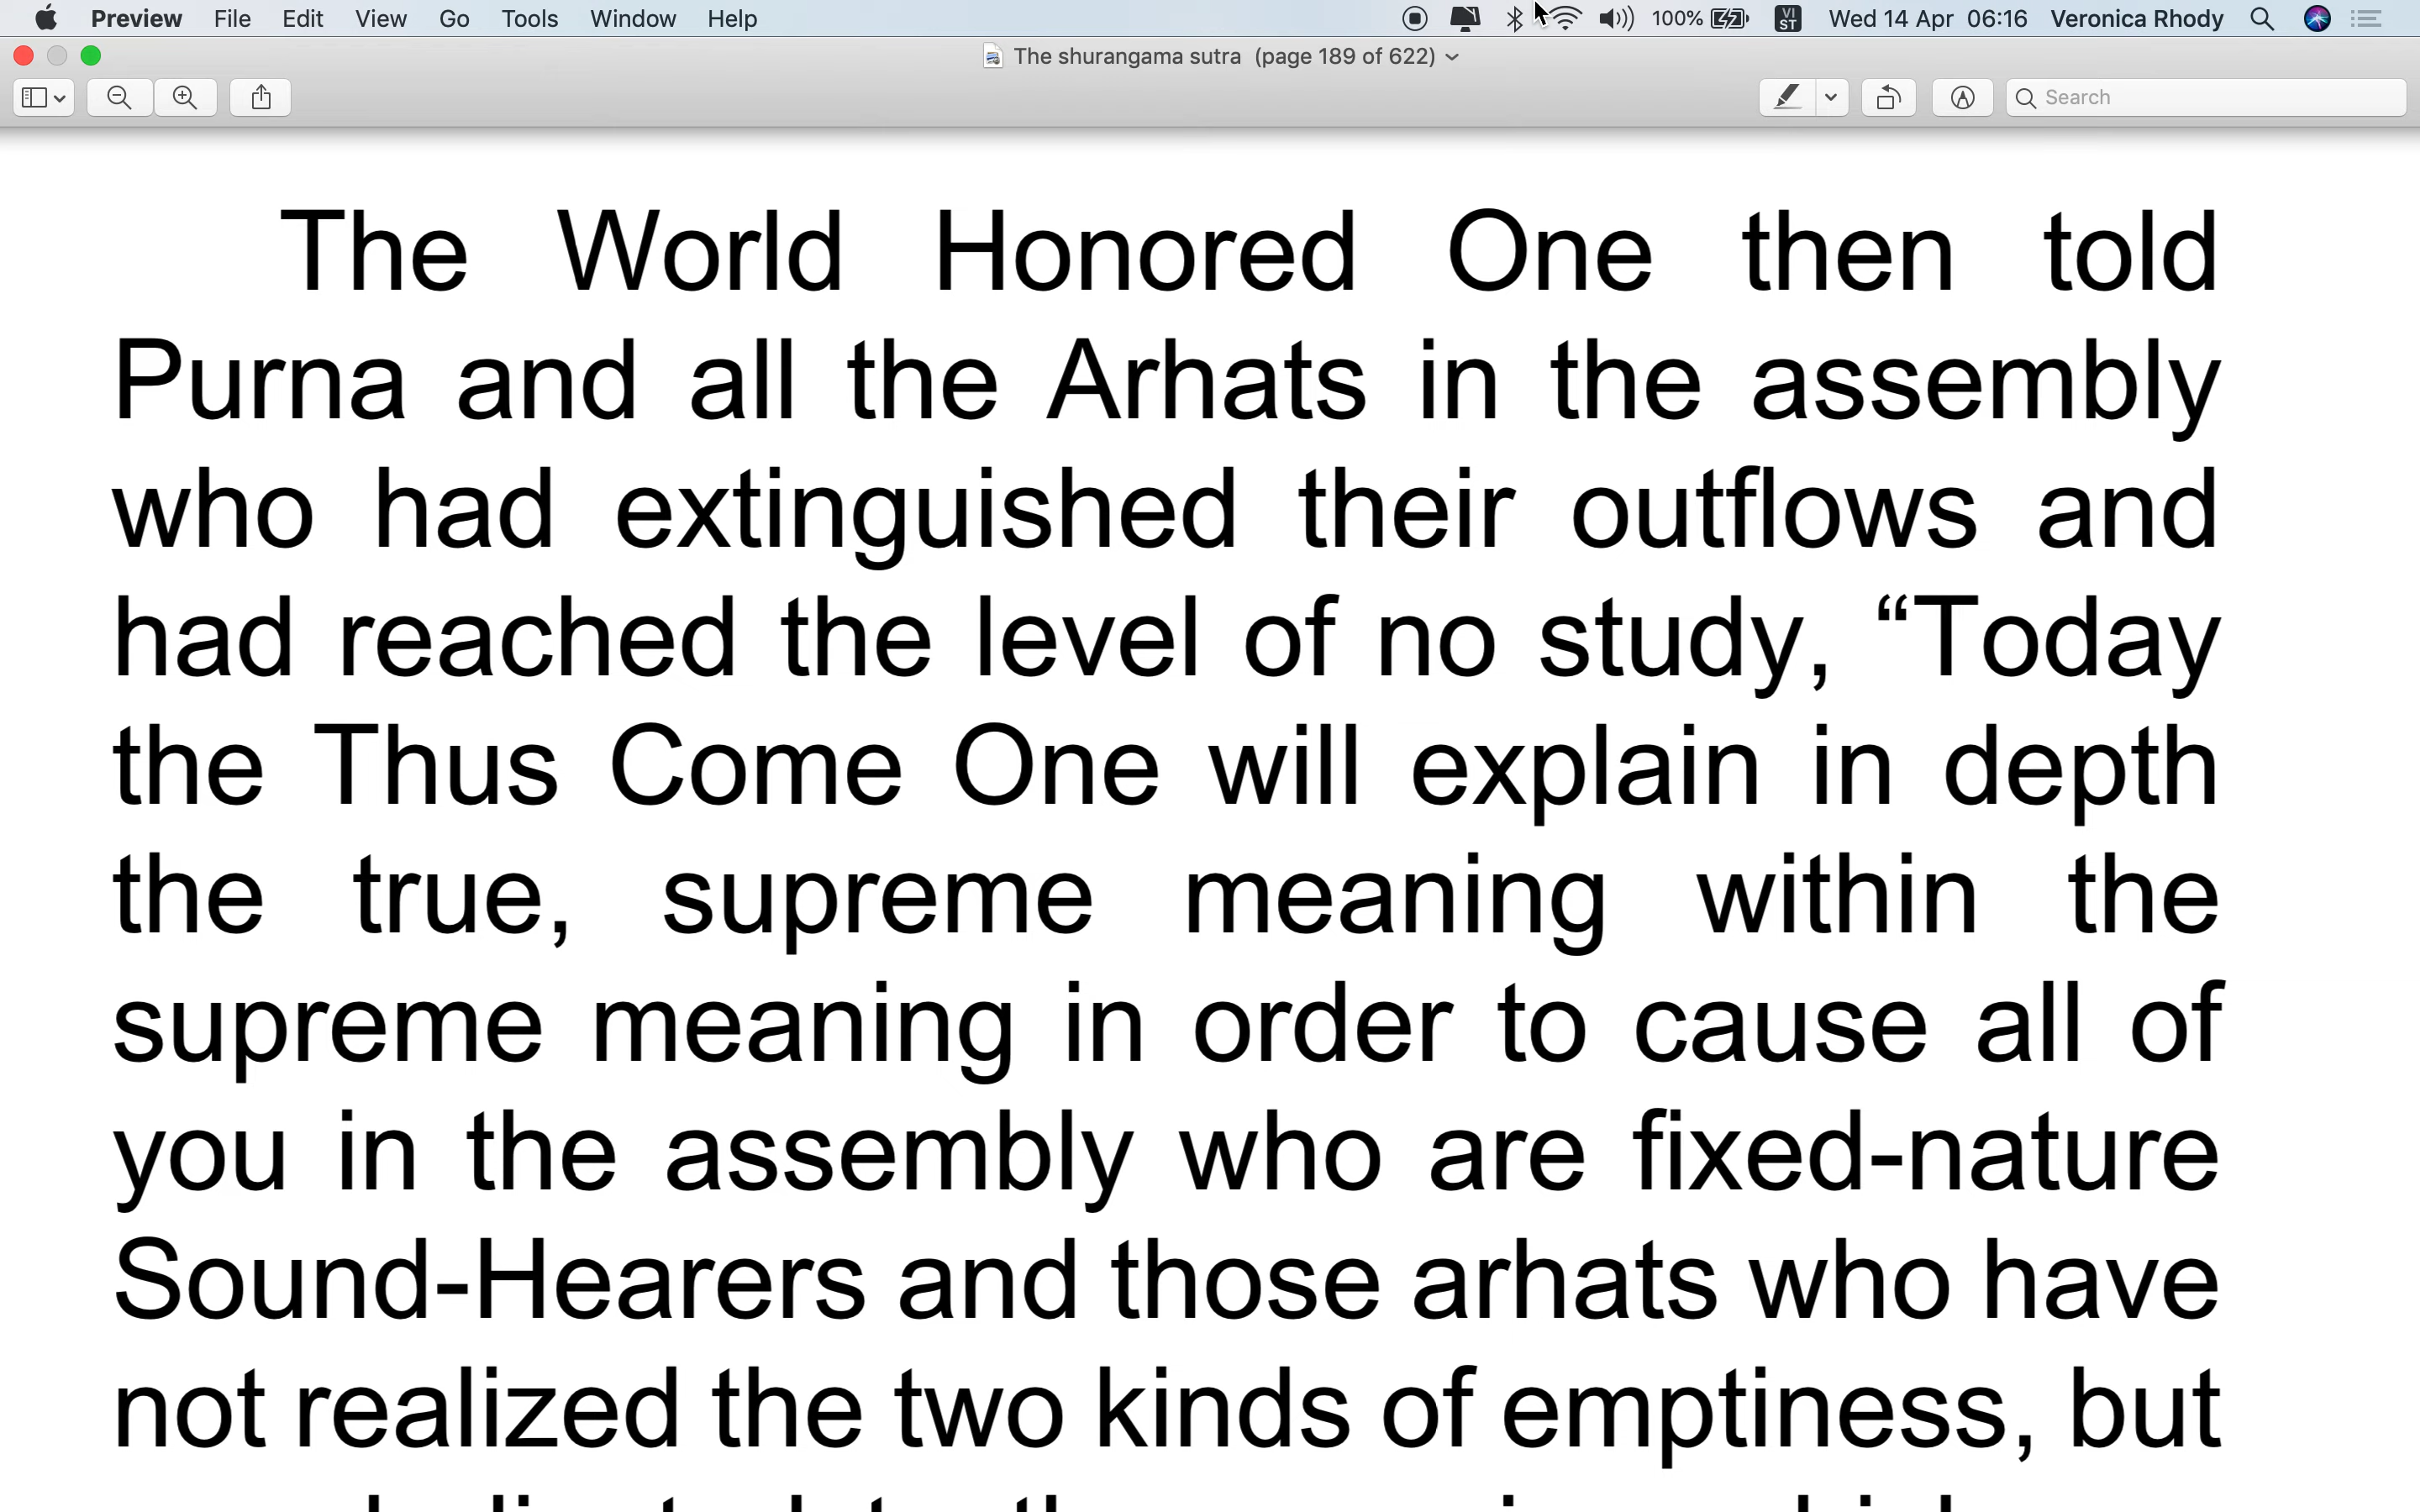 Preview File Edit View Go Tools Window Help 100% VI ST Wed 14 Apr 06:16 Veronica Rhody
The shurangama sutra (page 189 of 622)
Search
The World Honored One then told
Purna and all the Arhats in the assembly
who had extinguished their outflows and
had reached the level of no study, “Today
the Thus Come One will explain in depth
the true, supreme meaning within the
supreme meaning in order to cause all of
you in the assembly who are fixed-nature
Sound-Hearers and those arhats who have
not realized the two kinds of emptiness, but